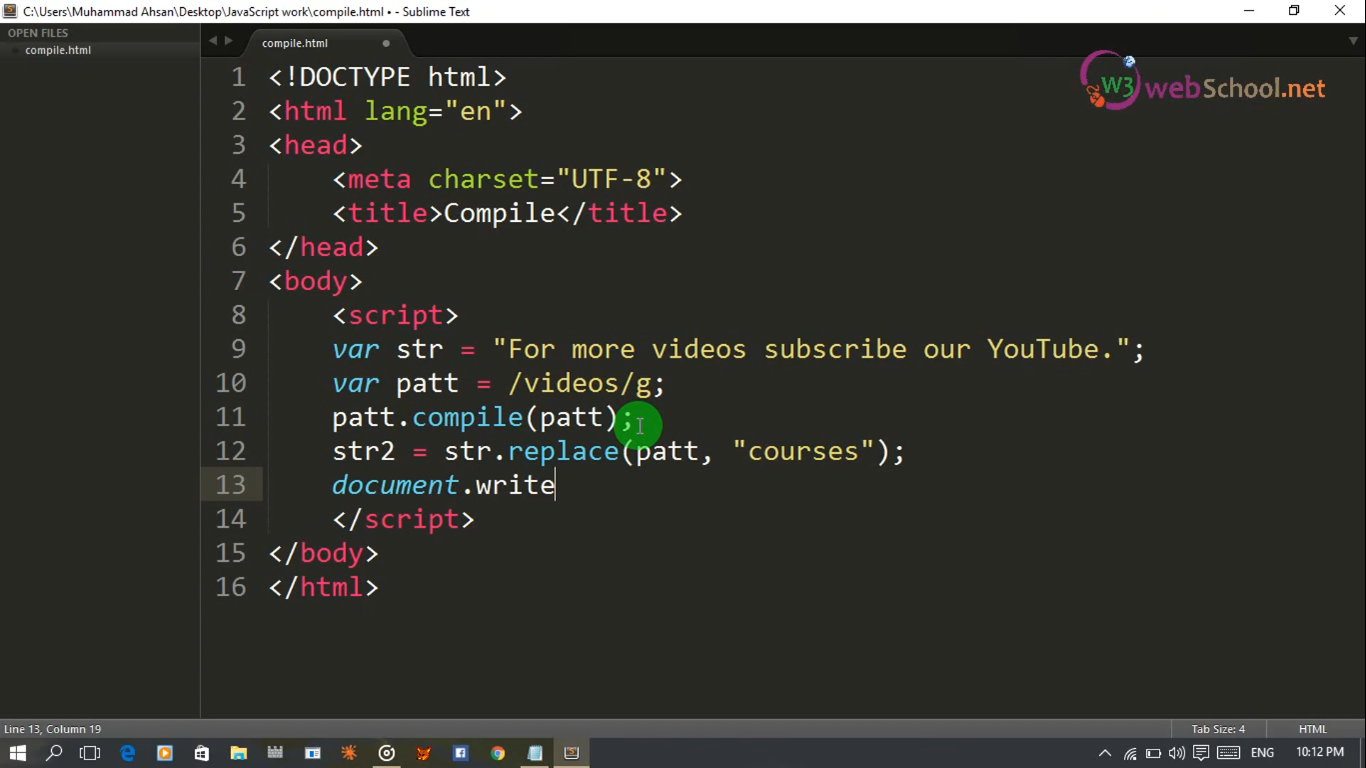 C:\Users\Muhammad Ahsan\Desktop\JavaScript work\compile.html • - Sublime Text
OPEN FILES
compile.html
compile.html
W3webSchool.net
1 <!DOCTYPE html>
2 <html lang="en">
3 <head>
4     <meta charset="UTF-8">
5     <title>Compile</title>
6 </head>
7 <body>
8     <script>
9     var str = "For more videos subscribe our YouTube.";
10     var patt = /videos/g;
11     patt.compile(patt);
12     str2 = str.replace(patt, "courses");
13     document.write
14     </script>
15 </body>
16 </html>
Line 13, Column 19
Tab Size: 4
HTML
ENG
10:12 PM